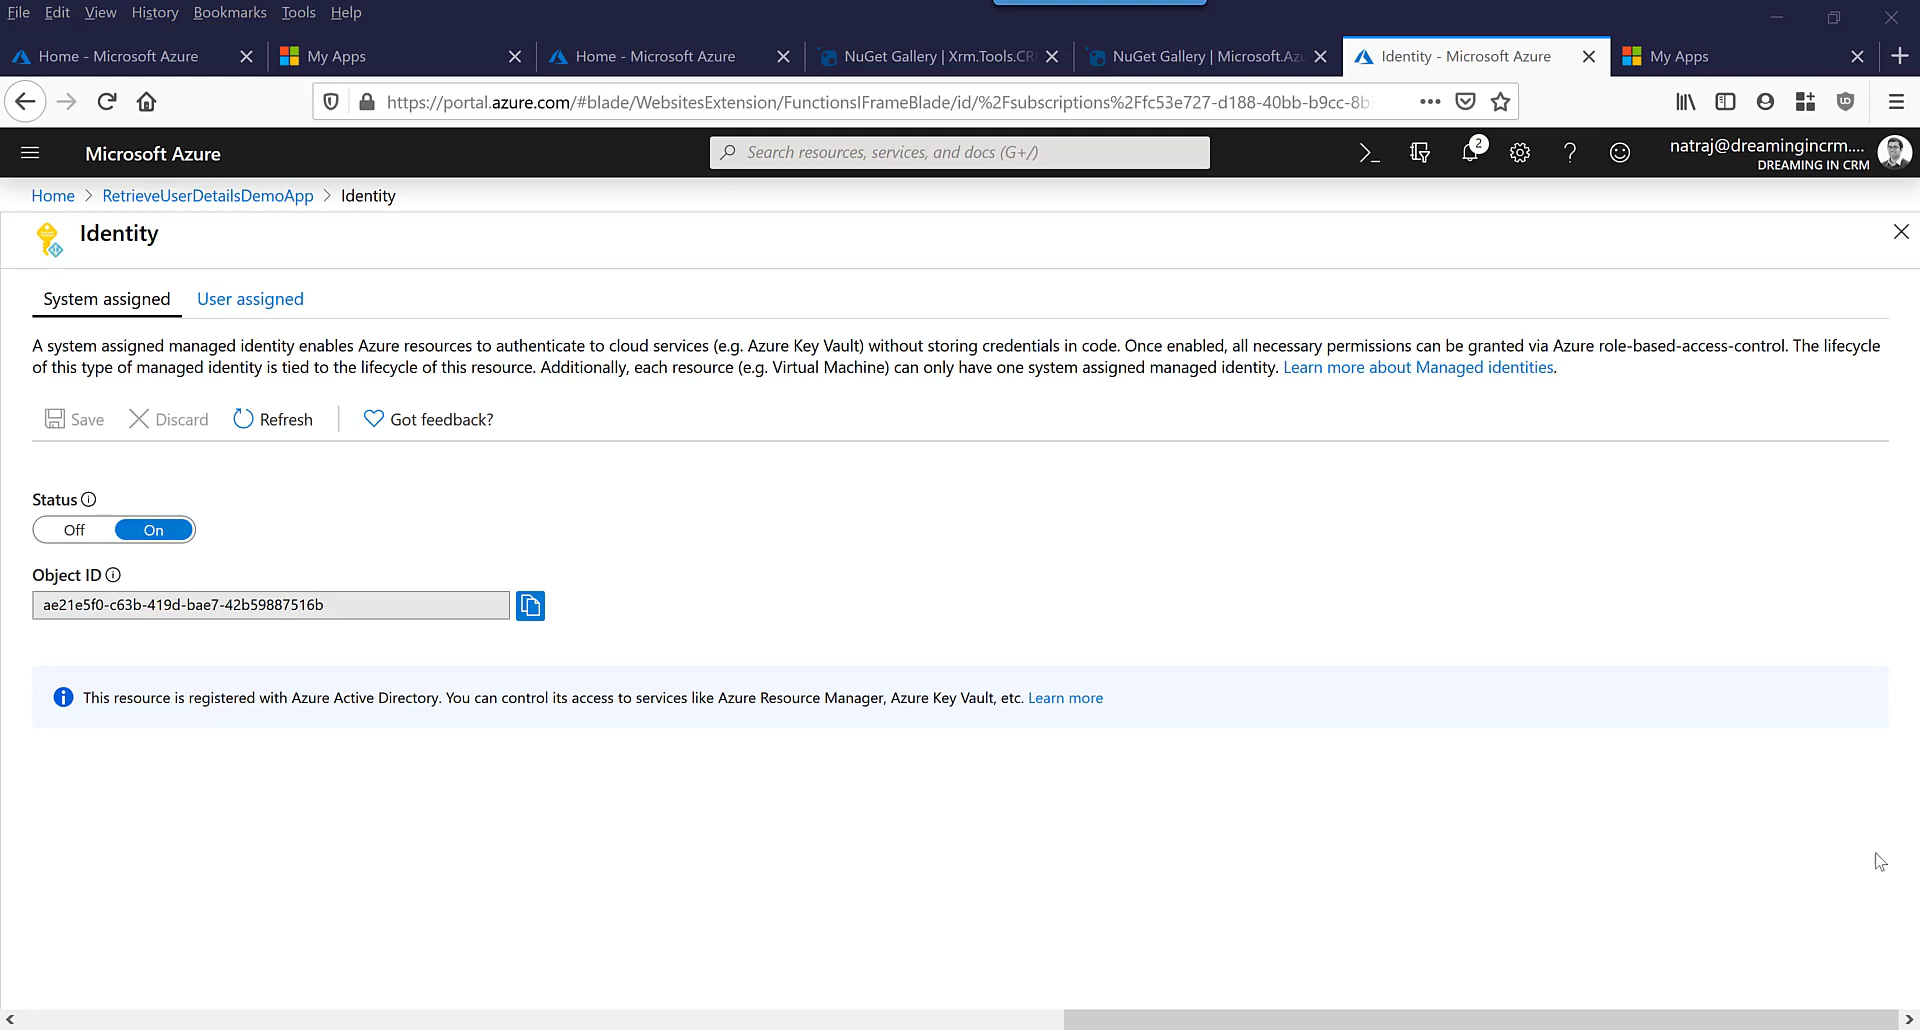 File Edit View History Bookmarks Tools Help
Home - Microsoft Azure
My Apps
Home - Microsoft Azure
NuGet Gallery | Xrm.Tools.CR
NuGet Gallery | Microsoft.Azu
Identity - Microsoft Azure
My Apps
https://portal.azure.com/#blade/WebsitesExtension/FunctionsIFrameBlade/id/%2Fsubscriptions%2Ffc53e727-d188-40bb-b9cc-8b
Microsoft Azure
Search resources, services, and docs (G+/)
2
natraj@dreamingincrm....
DREAMING IN CRM
Home > RetrieveUserDetailsDemoApp > Identity
Identity
System assigned User assigned
A system assigned managed identity enables Azure resources to authenticate to cloud services (e.g. Azure Key Vault) without storing credentials in code. Once enabled, all necessary permissions can be granted via Azure role-based-access-control. The lifecycle
of this type of managed identity is tied to the lifecycle of this resource. Additionally, each resource (e.g. Virtual Machine) can only have one system assigned managed identity. Learn more about Managed identities.
Save Discard Refresh Got feedback?
Status
Off On
Object ID
ae21e5f0-c63b-419d-bae7-42b59887516b
This resource is registered with Azure Active Directory. You can control its access to services like Azure Resource Manager, Azure Key Vault, etc. Learn more